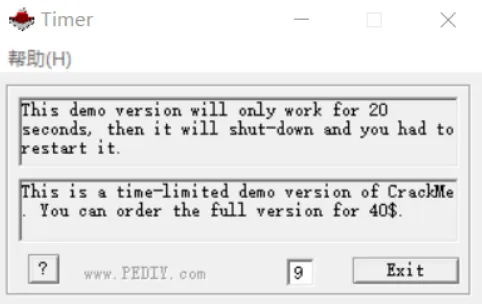 Timer
帮助(H)
This demo version will only work for 20
seconds, then it will shut-down and you had to
restart it.
This is a time-limited demo version of CrackMe
. You can order the full version for 40$.
?
www.PEDIY.com
9
Exit